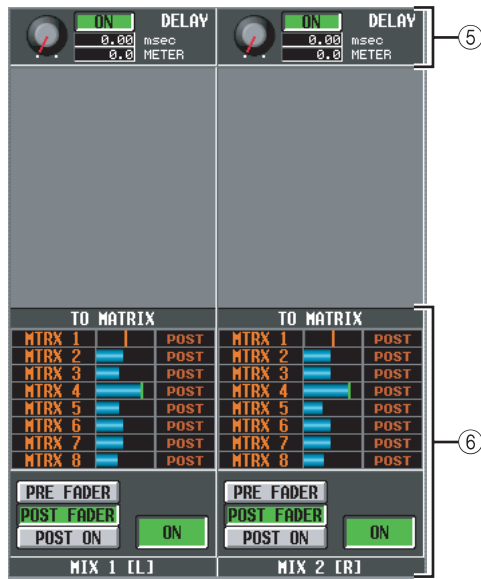 ON DELAY
0.00 msec
0.0 METER
ON DELAY
0.00 msec
0.0 METER
⑤
TO MATRIX
MTRX 1 POST
MTRX 2 POST
MTRX 3 POST
MTRX 4 POST
MTRX 5 POST
MTRX 6 POST
MTRX 7 POST
MTRX 8 POST
PRE FADER
POST FADER
POST ON
ON
MIX 1 [L]
TO MATRIX
MTRX 1 POST
MTRX 2 POST
MTRX 3 POST
MTRX 4 POST
MTRX 5 POST
MTRX 6 POST
MTRX 7 POST
MTRX 8 POST
PRE FADER
POST FADER
POST ON
ON
MIX 2 [R]
⑥